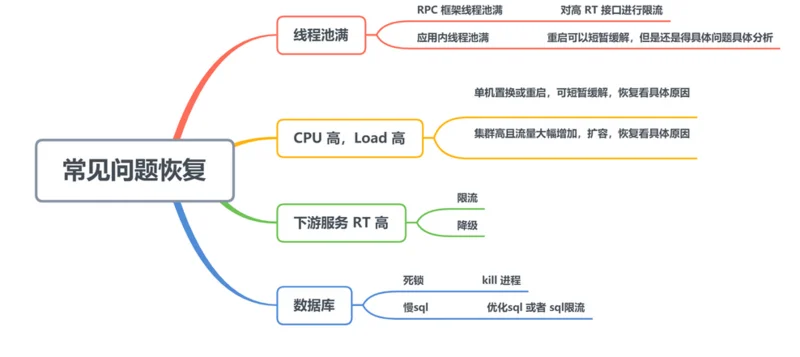 常见问题恢复
线程池满
RPC 框架线程池满
对高 RT 接口进行限流
应用内线程池满
重启可以短暂缓解，但是还是得具体问题具体分析
CPU 高，Load 高
单机置换或重启，可短暂缓解，恢复看具体原因
集群高且流量大幅增加，扩容，恢复看具体原因
下游服务 RT 高
限流
降级
数据库
死锁
kill 进程
慢sql
优化sql 或者 sql限流